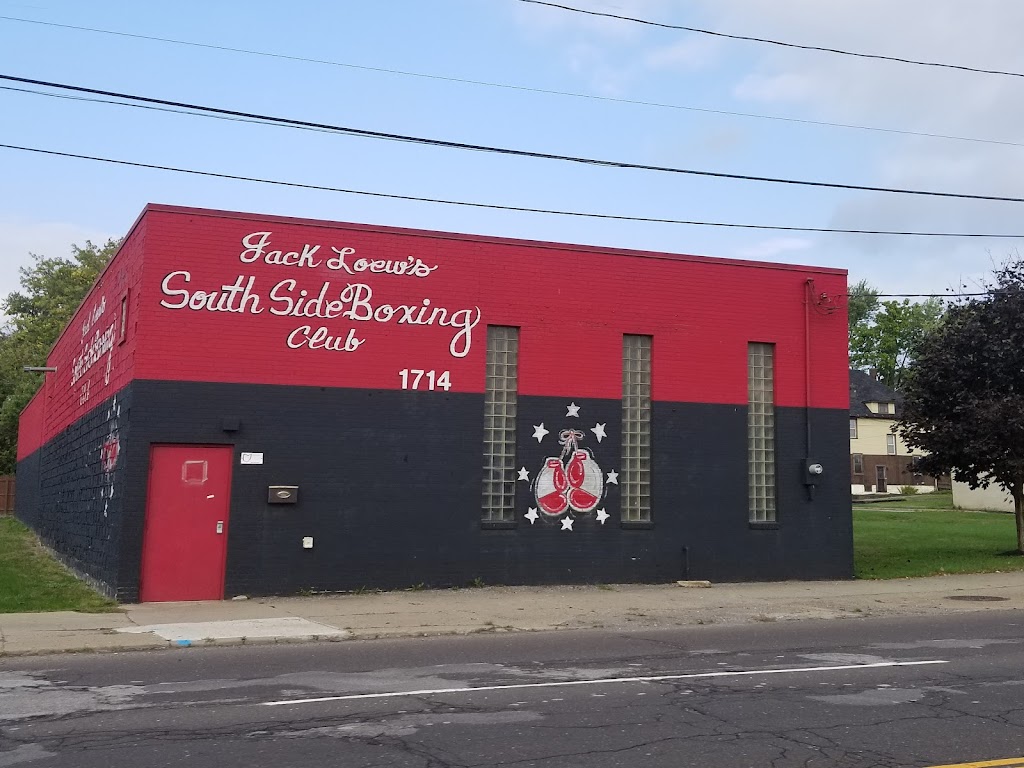 Jack Loew's
South Side Boxing
Club
1714